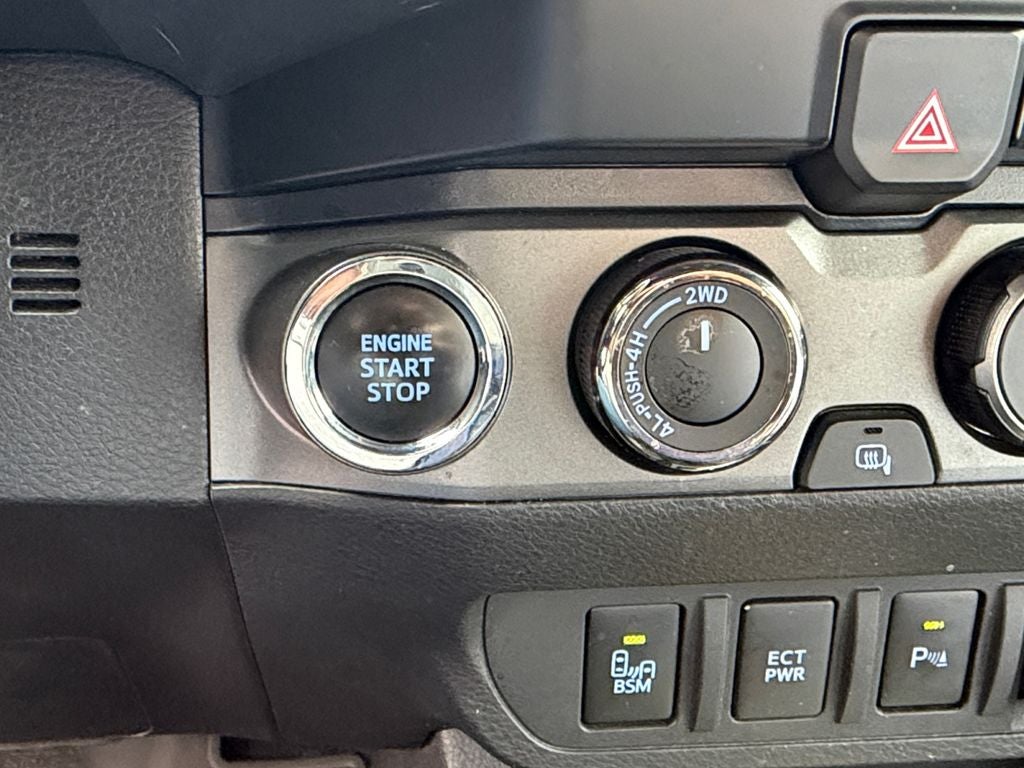 ENGINE
START
STOP
2WD
4L-PUSH-4H
BSM
ECT
PWR
P